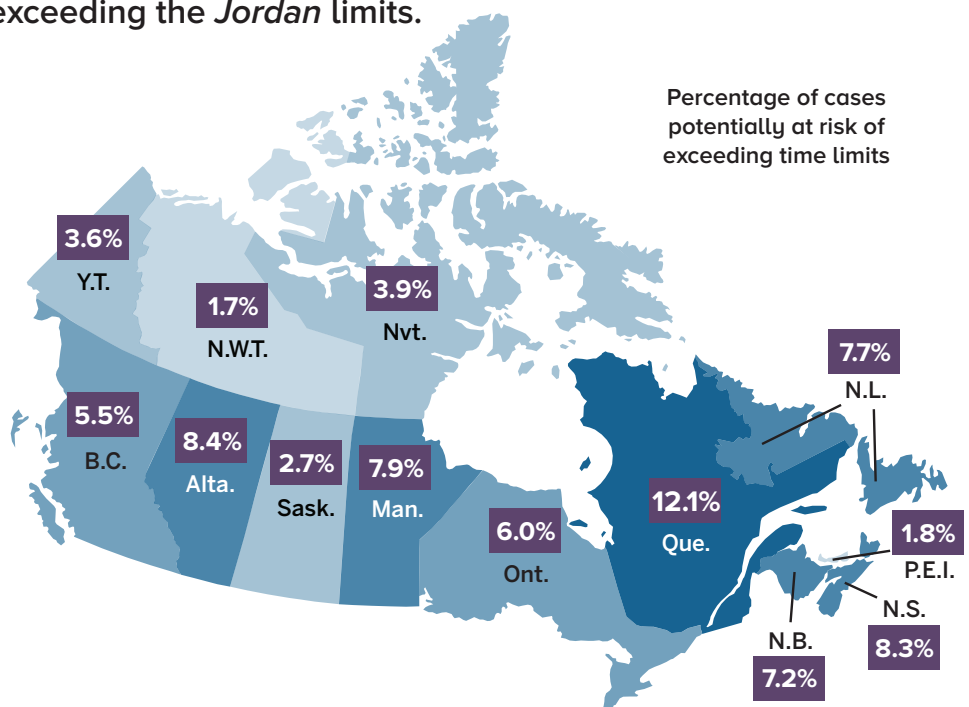 exceeding the Jordan limits.
Percentage of cases
potentially at risk of
exceeding time limits
3.6%
Y.T.
1.7%
N.W.T.
3.9%
Nvt.
7.7%
N.L.
5.5%
B.C.
8.4%
Alta.
2.7%
Sask.
7.9%
Man.
6.0%
Ont.
12.1%
Que.
1.8%
P.E.I.
N.S.
8.3%
N.B.
7.2%